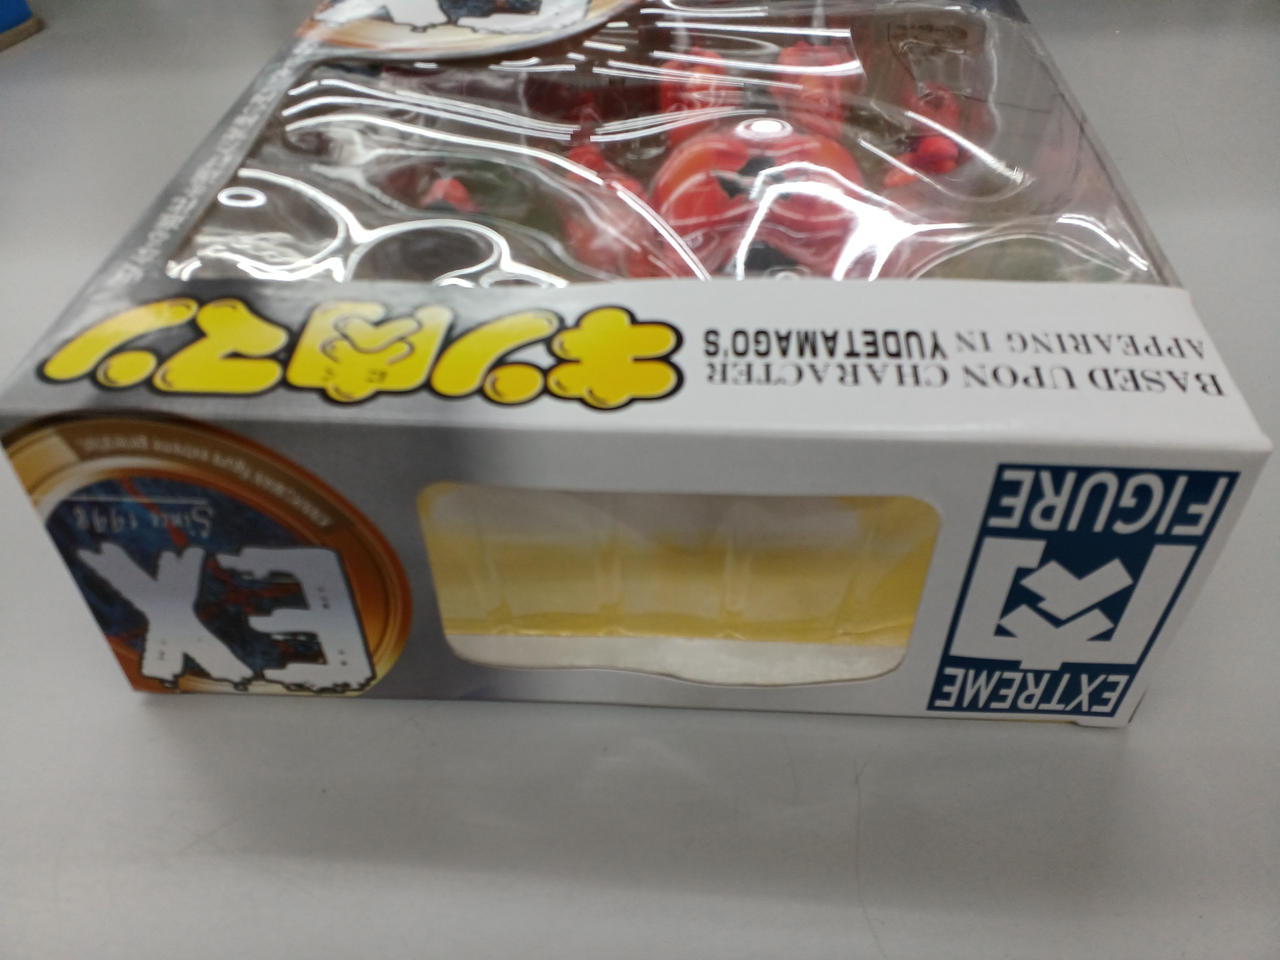 EXTREME
FIGURE
BASED UPON CHARACTER
APPEARING IN YUDETAMAGO'S
キン肉マン
EX
SINCE 1998